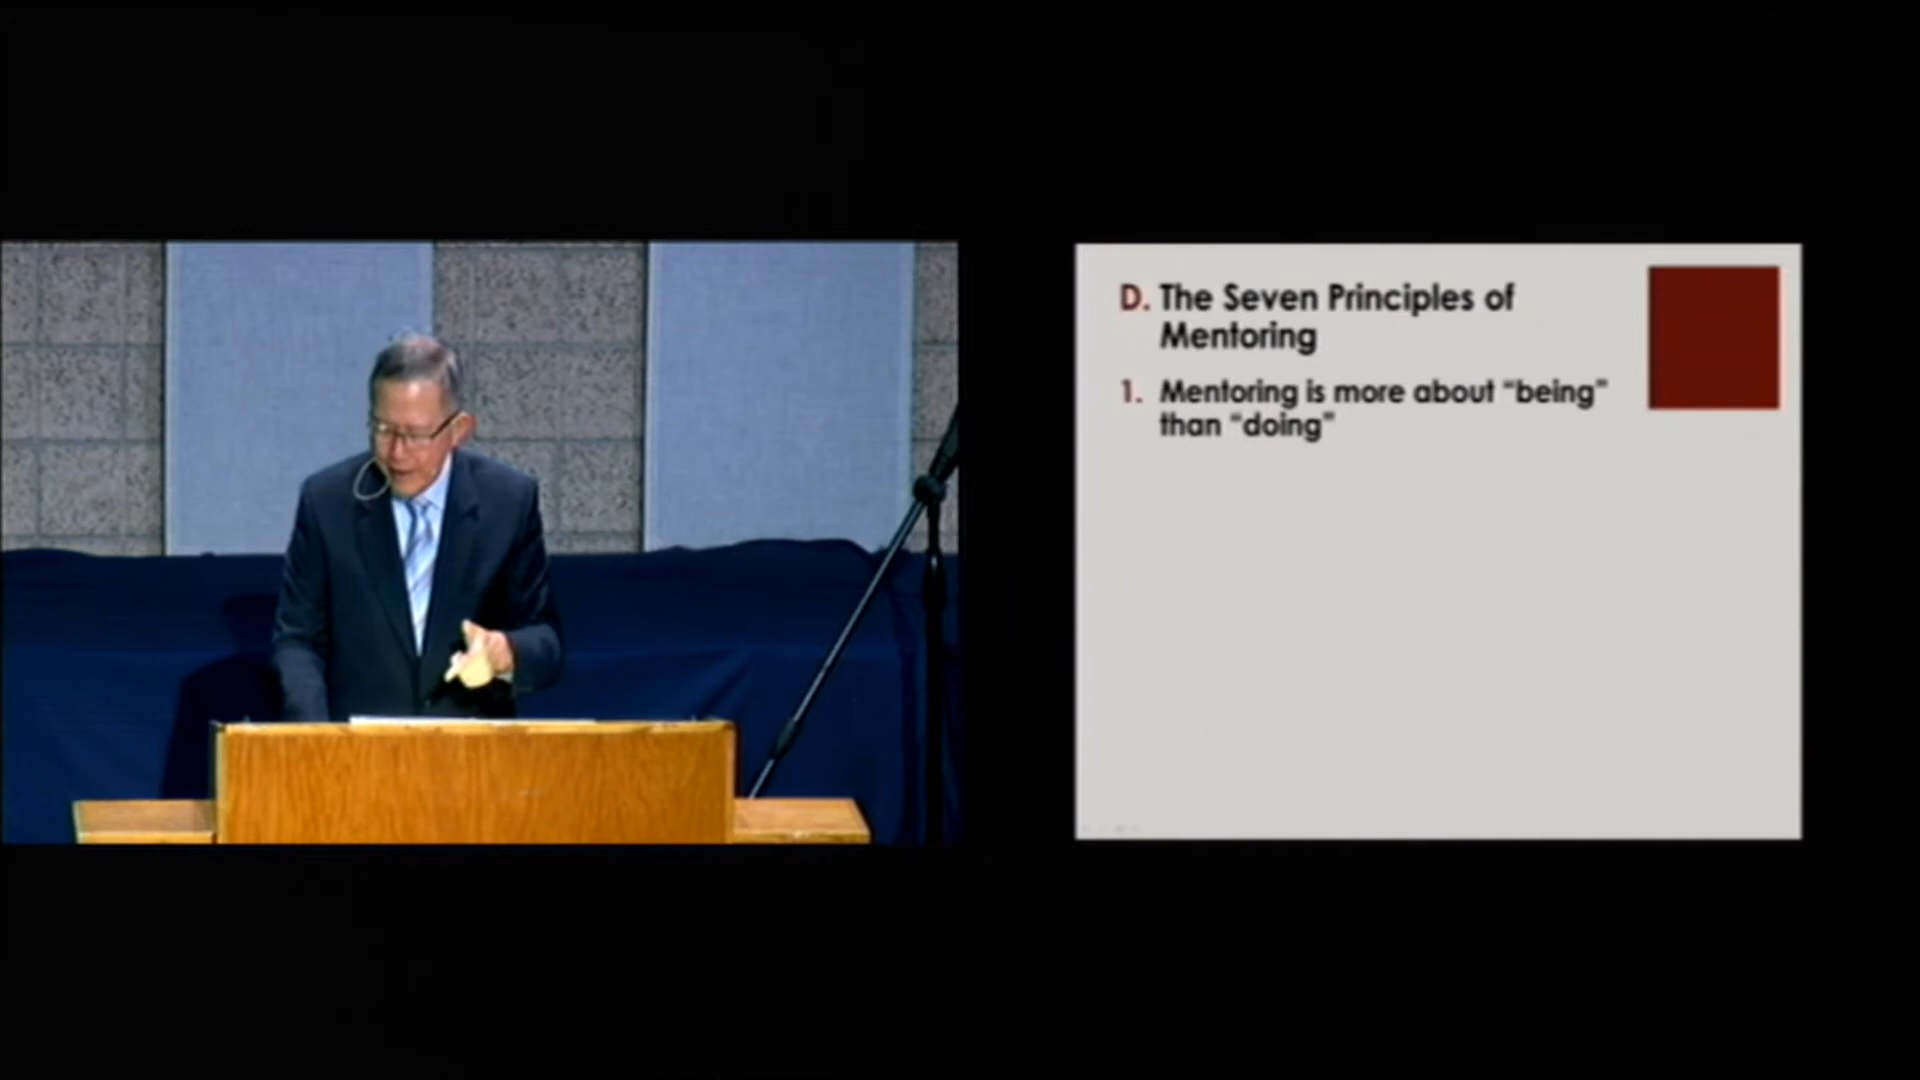 D. The Seven Principles of
Mentoring
1. Mentoring is more about “being”
than “doing”